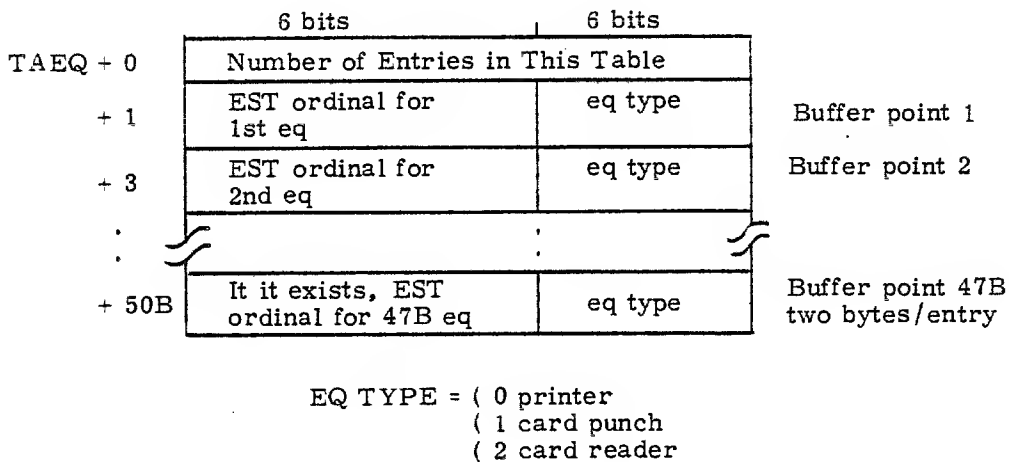 6 bits 6 bits
TAEQ + 0 Number of Entries in This Table
+ 1 EST ordinal for 1st eq eq type Buffer point 1
+ 3 EST ordinal for 2nd eq eq type Buffer point 2
+ 50B It it exists, EST ordinal for 47B eq eq type Buffer point 47B two bytes/entry
EQ TYPE = ( 0 printer
( 1 card punch
( 2 card reader